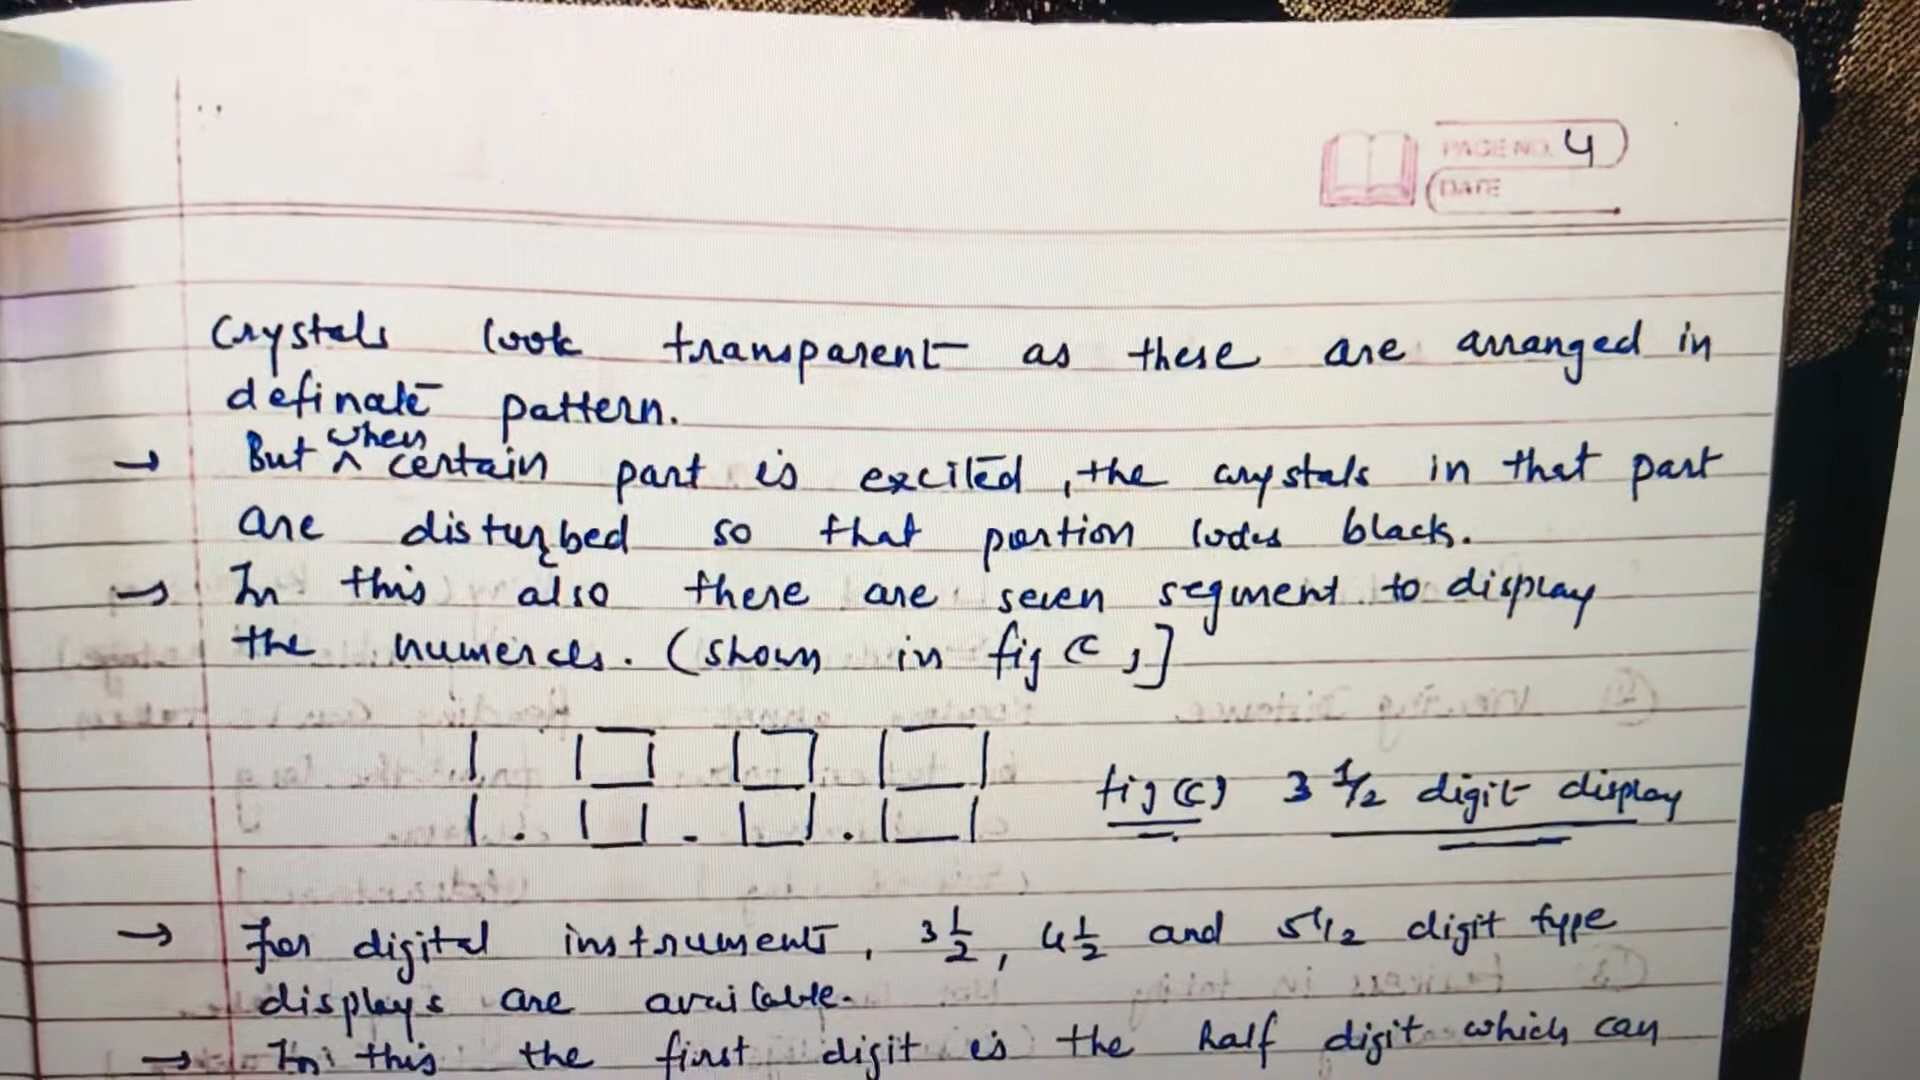 PAGE NO. 4
DATE
Crystals look transparent as these are arranged in
definate pattern.
→ But ^ when certain part is excited, the crystals in that part
are disturbed so that portion looks black.
→ In this also there are seven segment to display
the numerals. (shown in fig c,]
fig (c) 3 1/2 digit display
→ For digital instruments, 3 1/2, 4 1/2 and 5 1/2 digit type
displays are available.
→ In this the first digit is the half digit which can